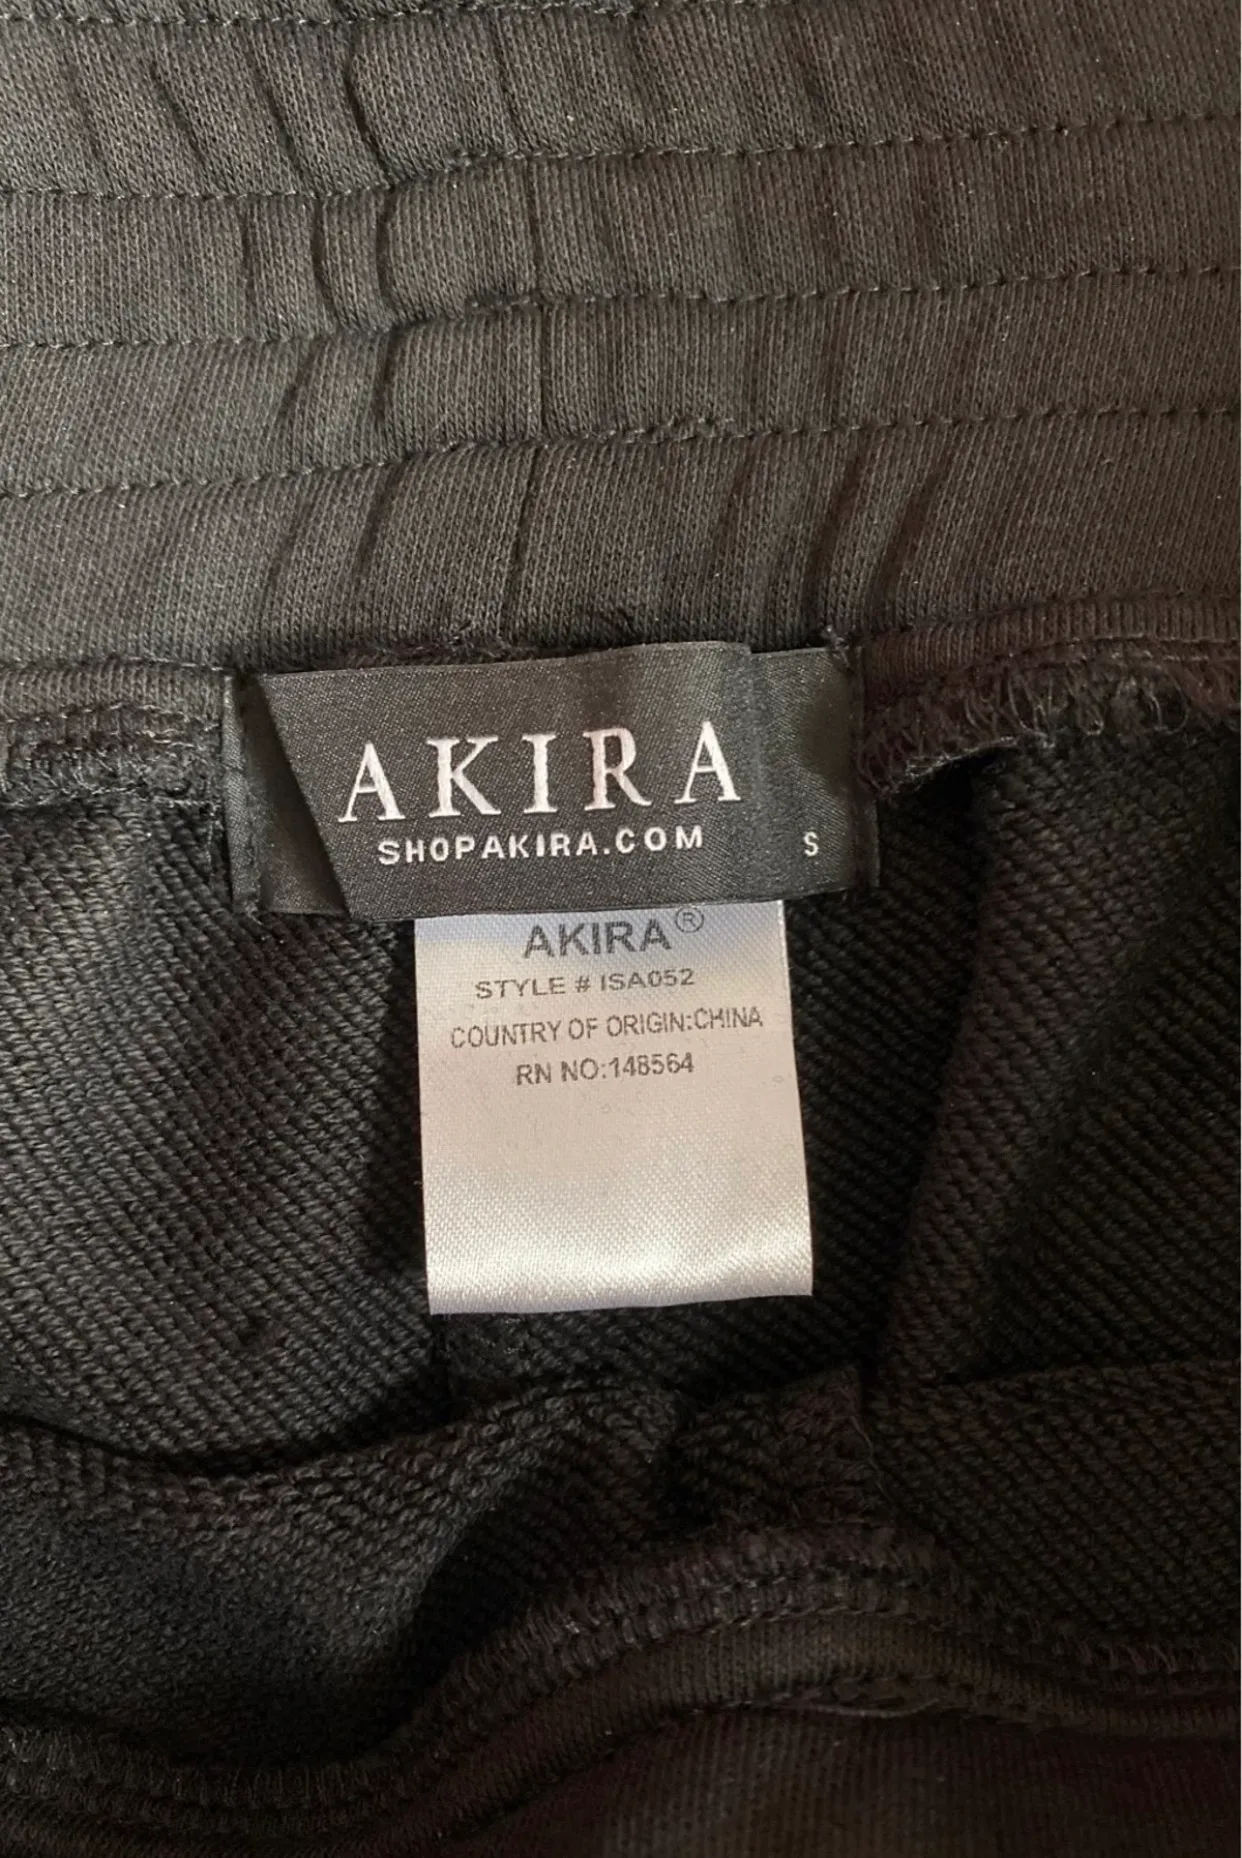 AKIRA
SHOPAKIRA.COM
S
AKIRA®
STYLE # ISA052
COUNTRY OF ORIGIN:CHINA
RN NO:148564